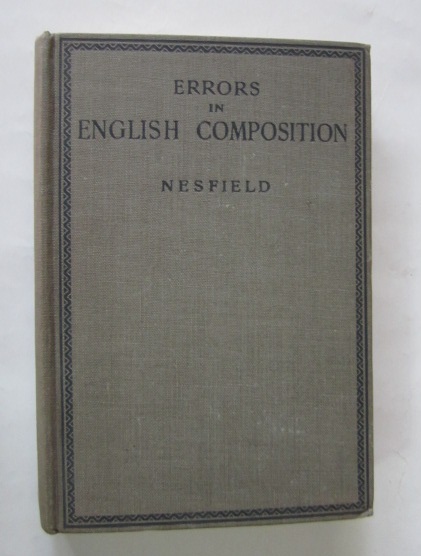 ERRORS
IN
ENGLISH COMPOSITION
NESFIELD